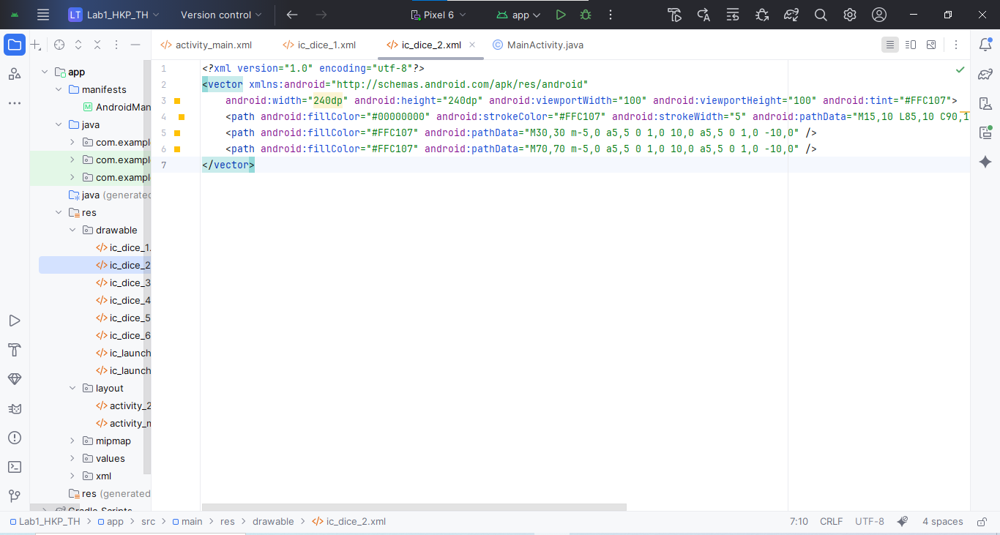 LT Lab1_HKP_TH Version control Pixel 6 app
activity_main.xml ic_dice_1.xml ic_dice_2.xml MainActivity.java
app
manifests
AndroidMan
java
com.example
com.example
com.example
java (generated
res
drawable
ic_dice_1.
ic_dice_2
ic_dice_3
ic_dice_4
ic_dice_5
ic_dice_6
ic_launch
ic_launch
layout
activity_2
activity_m
mipmap
values
xml
res (generated
Gradle Scripts
1 <?xml version="1.0" encoding="utf-8"?>
2 <vector xmlns:android="http://schemas.android.com/apk/res/android"
3 android:width="240dp" android:height="240dp" android:viewportWidth="100" android:viewportHeight="100" android:tint="#FFC107">
4 <path android:fillColor="#00000000" android:strokeColor="#FFC107" android:strokeWidth="5" android:pathData="M15,10 L85,10 C90,1
5 <path android:fillColor="#FFC107" android:pathData="M30,30 m-5,0 a5,5 0 1,0 10,0 a5,5 0 1,0 -10,0" />
6 <path android:fillColor="#FFC107" android:pathData="M70,70 m-5,0 a5,5 0 1,0 10,0 a5,5 0 1,0 -10,0" />
7 </vector>
Lab1_HKP_TH > app > src > main > res > drawable > ic_dice_2.xml 7:10 CRLF UTF-8 4 spaces